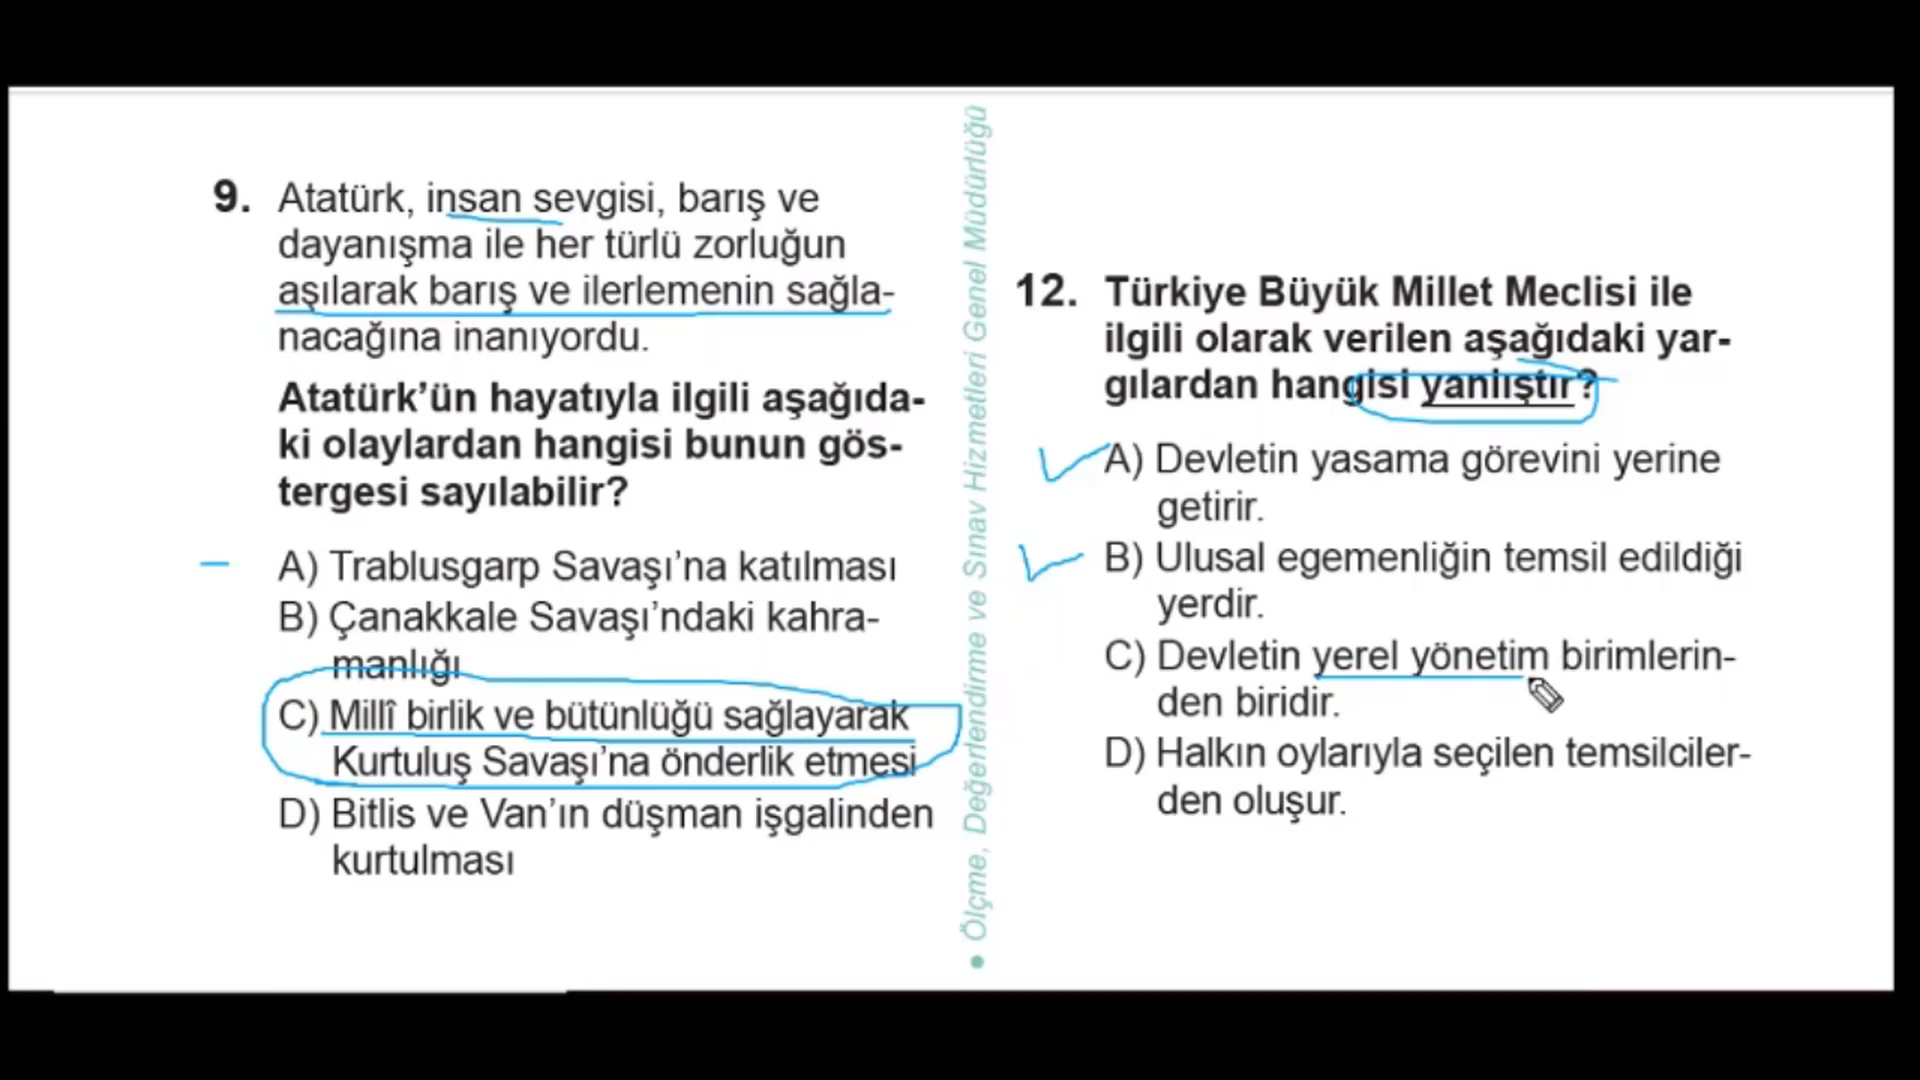 9. Atatürk, insan sevgisi, barış ve
dayanışma ile her türlü zorluğun
aşılarak barış ve ilerlemenin sağla-
nacağına inanıyordu.
Atatürk’ün hayatıyla ilgili aşağıda-
ki olaylardan hangisi bunun gös-
tergesi sayılabilir?
A) Trablusgarp Savaşı’na katılması
B) Çanakkale Savaşı’ndaki kahra-
manlığı
C) Millî birlik ve bütünlüğü sağlayarak
Kurtuluş Savaşı’na önderlik etmesi
D) Bitlis ve Van’ın düşman işgalinden
kurtulması
• Ölçme, Değerlendirme ve Sınav Hizmetleri Genel Müdürlüğü
12. Türkiye Büyük Millet Meclisi ile
ilgili olarak verilen aşağıdaki yar-
gılardan hangisi yanlıştır?
A) Devletin yasama görevini yerine
getirir.
B) Ulusal egemenliğin temsil edildiği
yerdir.
C) Devletin yerel yönetim birimlerin-
den biridir.
D) Halkın oylarıyla seçilen temsilciler-
den oluşur.